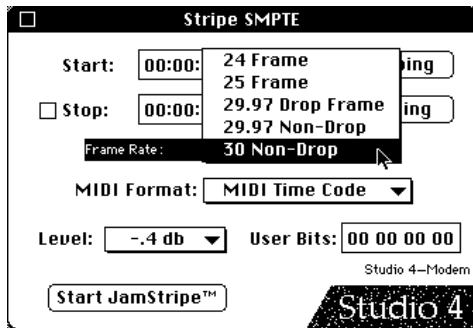 Stripe SMPTE
Start: 00:00: ping
24 Frame
25 Frame
29.97 Drop Frame
29.97 Non-Drop
30 Non-Drop
Stop: 00:00: ng
Frame Rate:
MIDI Format: MIDI Time Code
Level: -.4 db User Bits: 00 00 00 00
Studio 4–Modem
Start JamStripe™
Studio 4